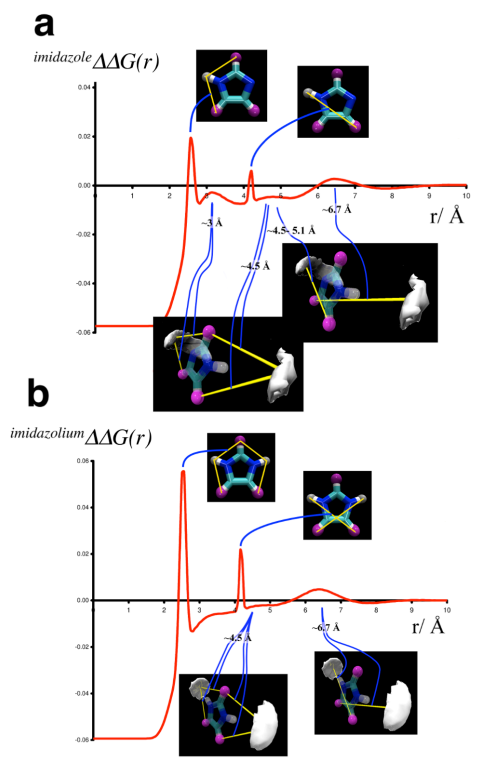 a
imidazoleΔΔG(r)
0.04
0.02
0.00
0 1 2 3 4 5 6 7 8 9 10
~3 Å
~6.7 Å
r/ Å
-0.02
~4.5- 5.1 Å
~4.5 Å
-0.04
-0.06
b
imidazoliumΔΔG(r)
0.06
0.04
0.02
0.00
0 1 2 3 4 5 6 7 8 9 10
~6.7 Å
r/ Å
-0.02
~4.5 Å
-0.04
-0.06